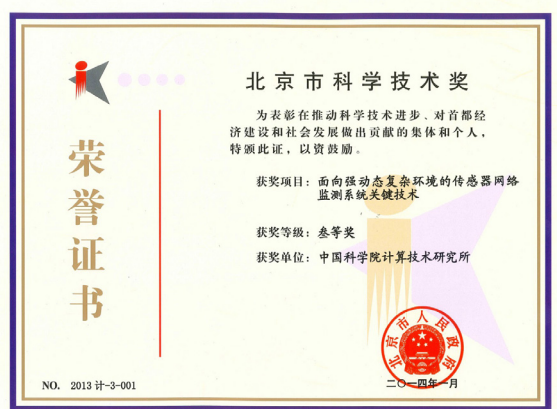 北京市科学技术奖
荣誉证书
为表彰在推动科学技术进步、对首都经
济建设和社会发展做出贡献的集体和个人，
特颁此证，以资鼓励。
获奖项目：面向强动态复杂环境的传感器网络
监测系统关键技术
获奖等级：叁等奖
获奖单位：中国科学院计算技术研究所
北京市人民政府
二〇一四年一月
NO. 2013 计-3-001